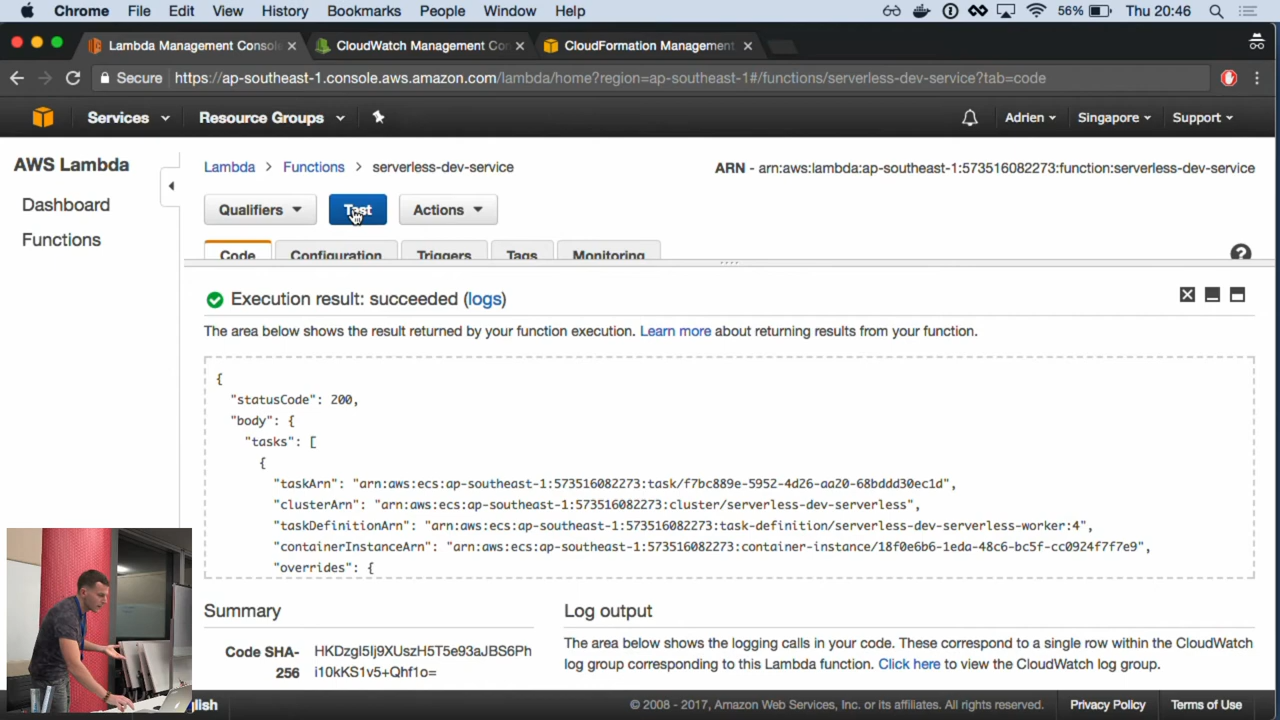 Chrome File Edit View History Bookmarks People Window Help 56% Thu 20:46
Lambda Management Console CloudWatch Management Con CloudFormation Management
Secure https://ap-southeast-1.console.aws.amazon.com/lambda/home?region=ap-southeast-1#/functions/serverless-dev-service?tab=code
Services Resource Groups Adrien Singapore Support
AWS Lambda
Dashboard
Functions
Lambda > Functions > serverless-dev-service ARN - arn:aws:lambda:ap-southeast-1:573516082273:function:serverless-dev-service
Qualifiers Test Actions
Code Configuration Triggers Tags Monitoring
Execution result: succeeded (logs)
The area below shows the result returned by your function execution. Learn more about returning results from your function.
{
"statusCode": 200,
"body": {
"tasks": [
{
"taskArn": "arn:aws:ecs:ap-southeast-1:573516082273:task/f7bc889e-5952-4d26-aa20-68bddd30ec1d",
"clusterArn": "arn:aws:ecs:ap-southeast-1:573516082273:cluster/serverless-dev-serverless",
"taskDefinitionArn": "arn:aws:ecs:ap-southeast-1:573516082273:task-definition/serverless-dev-serverless-worker:4",
"containerInstanceArn": "arn:aws:ecs:ap-southeast-1:573516082273:container-instance/18f0e6b6-1eda-48c6-bc5f-cc0924f7f7e9",
"overrides": {
Summary
Code SHA-256 HKDzgI5Ij9XUszH5T5e93aJBS6Ph
i10kKS1v5+Qhf1o=
Log output
The area below shows the logging calls in your code. These correspond to a single row within the CloudWatch
log group corresponding to this Lambda function. Click here to view the CloudWatch log group.
glish © 2008 - 2017, Amazon Web Services, Inc. or its affiliates. All rights reserved. Privacy Policy Terms of Use